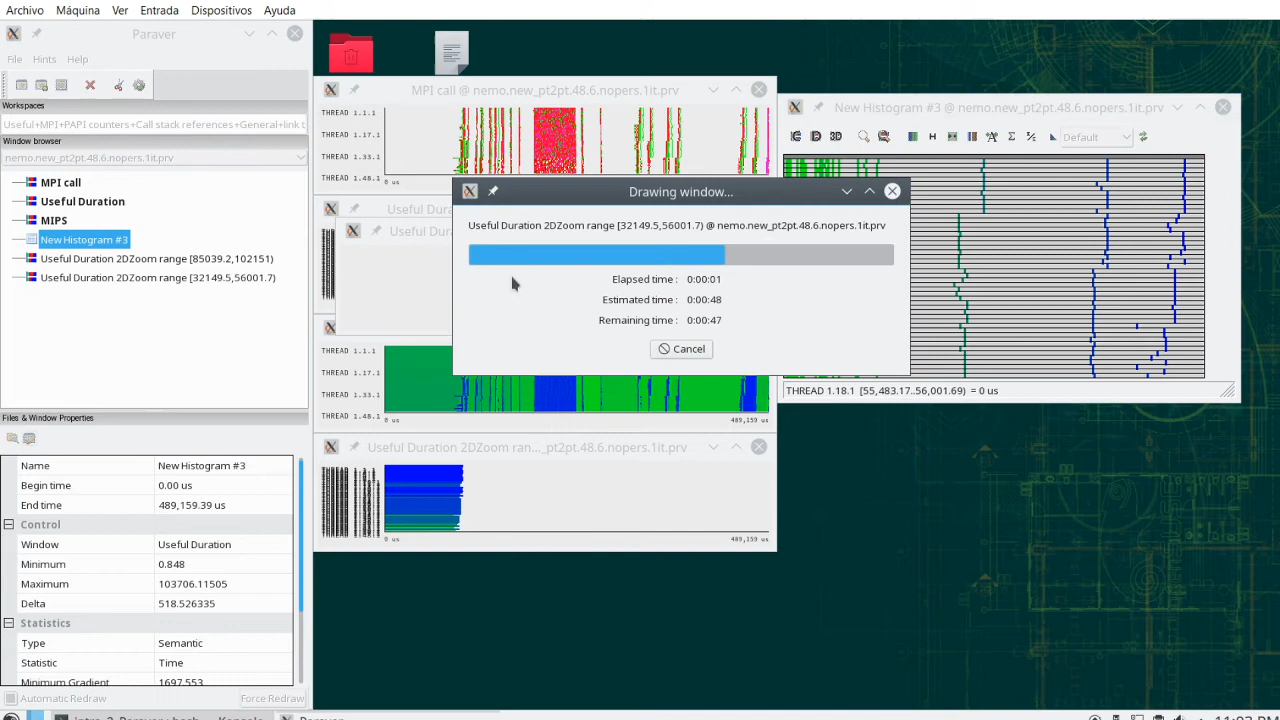 Archivo Máquina Ver Entrada Dispositivos Ayuda
Paraver
File Hints Help
Workspaces
Useful+MPI+PAPI counters+Call stack references+General+link t
Window browser
nemo.new_pt2pt.48.6.nopers.1it.prv
MPI call
Useful Duration
MIPS
New Histogram #3
Useful Duration 2DZoom range [85039.2,102151)
Useful Duration 2DZoom range [32149.5,56001.7)
Files & Window Properties
Name New Histogram #3
Begin time 0.00 us
End time 489,159.39 us
Control
Window Useful Duration
Minimum 0.848
Maximum 103706.11505
Delta 518.526335
Statistics
Type Semantic
Statistic Time
Minimum Gradient 1697.553
Automatic Redraw Force Redraw
MPI call @ nemo.new_pt2pt.48.6.nopers.1it.prv
THREAD 1.1.1
THREAD 1.17.1
THREAD 1.33.1
THREAD 1.48.1
0 us
Useful Dura
Useful Dura
Drawing window...
Useful Duration 2DZoom range [32149.5,56001.7) @ nemo.new_pt2pt.48.6.nopers.1it.prv
Elapsed time : 0:00:01
Estimated time : 0:00:48
Remaining time : 0:00:47
Cancel
THREAD 1.1.1
THREAD 1.17.1
THREAD 1.33.1
THREAD 1.48.1
0 us 489,159 us
Useful Duration 2DZoom ran..._pt2pt.48.6.nopers.1it.prv
0 us 489,159 us
New Histogram #3 @ nemo.new_pt2pt.48.6.nopers.1it.prv
3D H Σ ½ Default
THREAD 1.18.1 [55,483.17..56,001.69) = 0 us